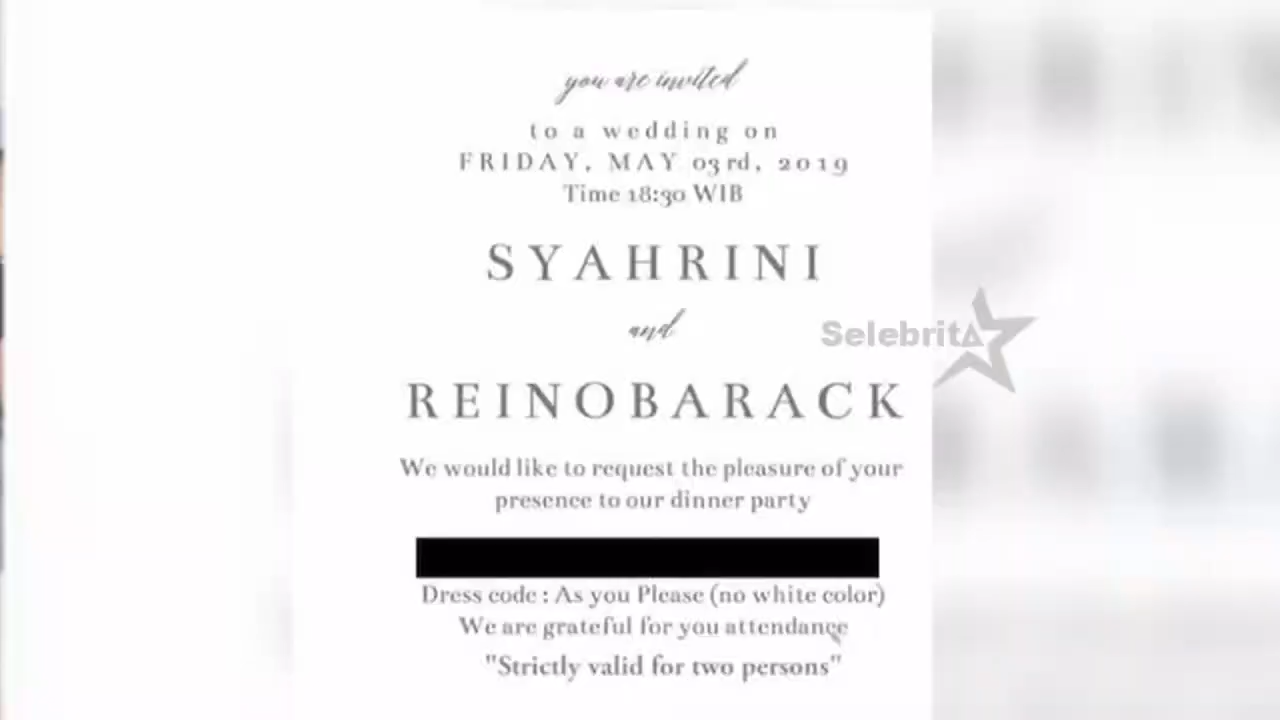 you are invited
to a wedding on
FRIDAY, MAY 03rd, 2019
Time 18:30 WIB
SYAHRINI
and
Selebrita
REINOBARACK
We would like to request the pleasure of your
presence to our dinner party
Dress code : As you Please (no white color)
We are grateful for you attendance
"Strictly valid for two persons"